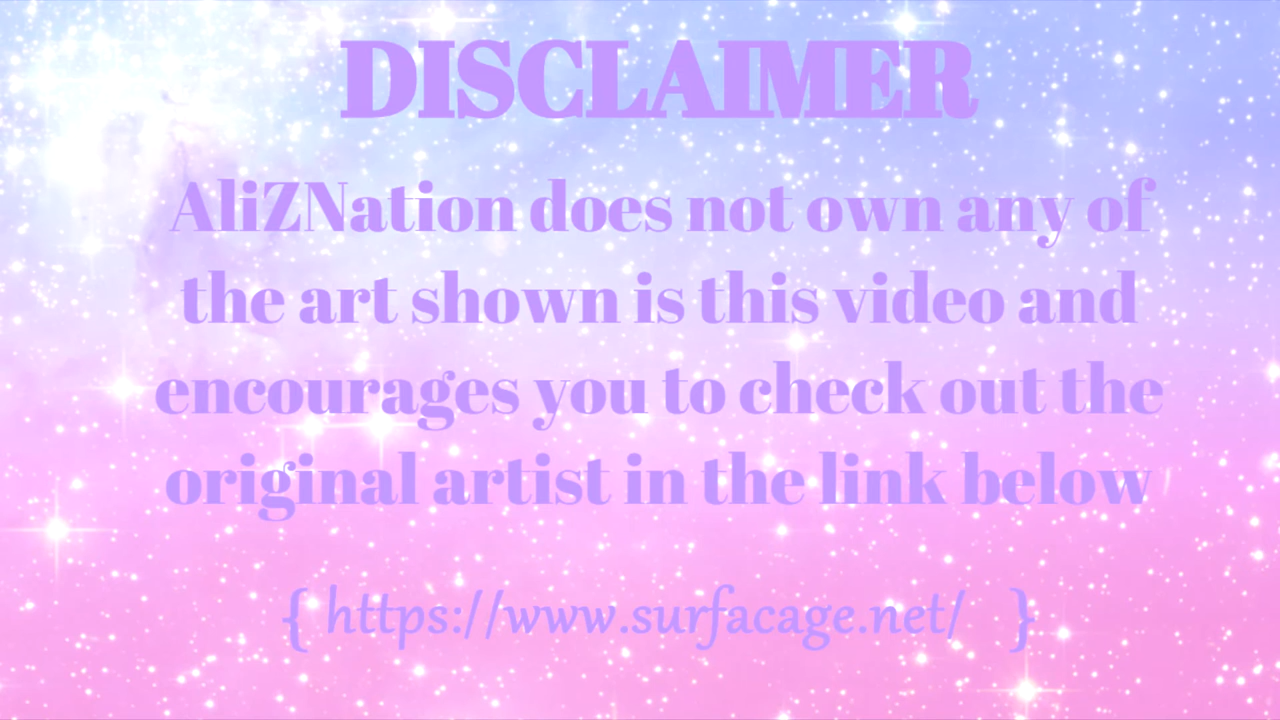 DISCLAIMER
AliZNation does not own any of
the art shown is this video and
encourages you to check out the
original artist in the link below
{ https://www.surfacage.net/ }